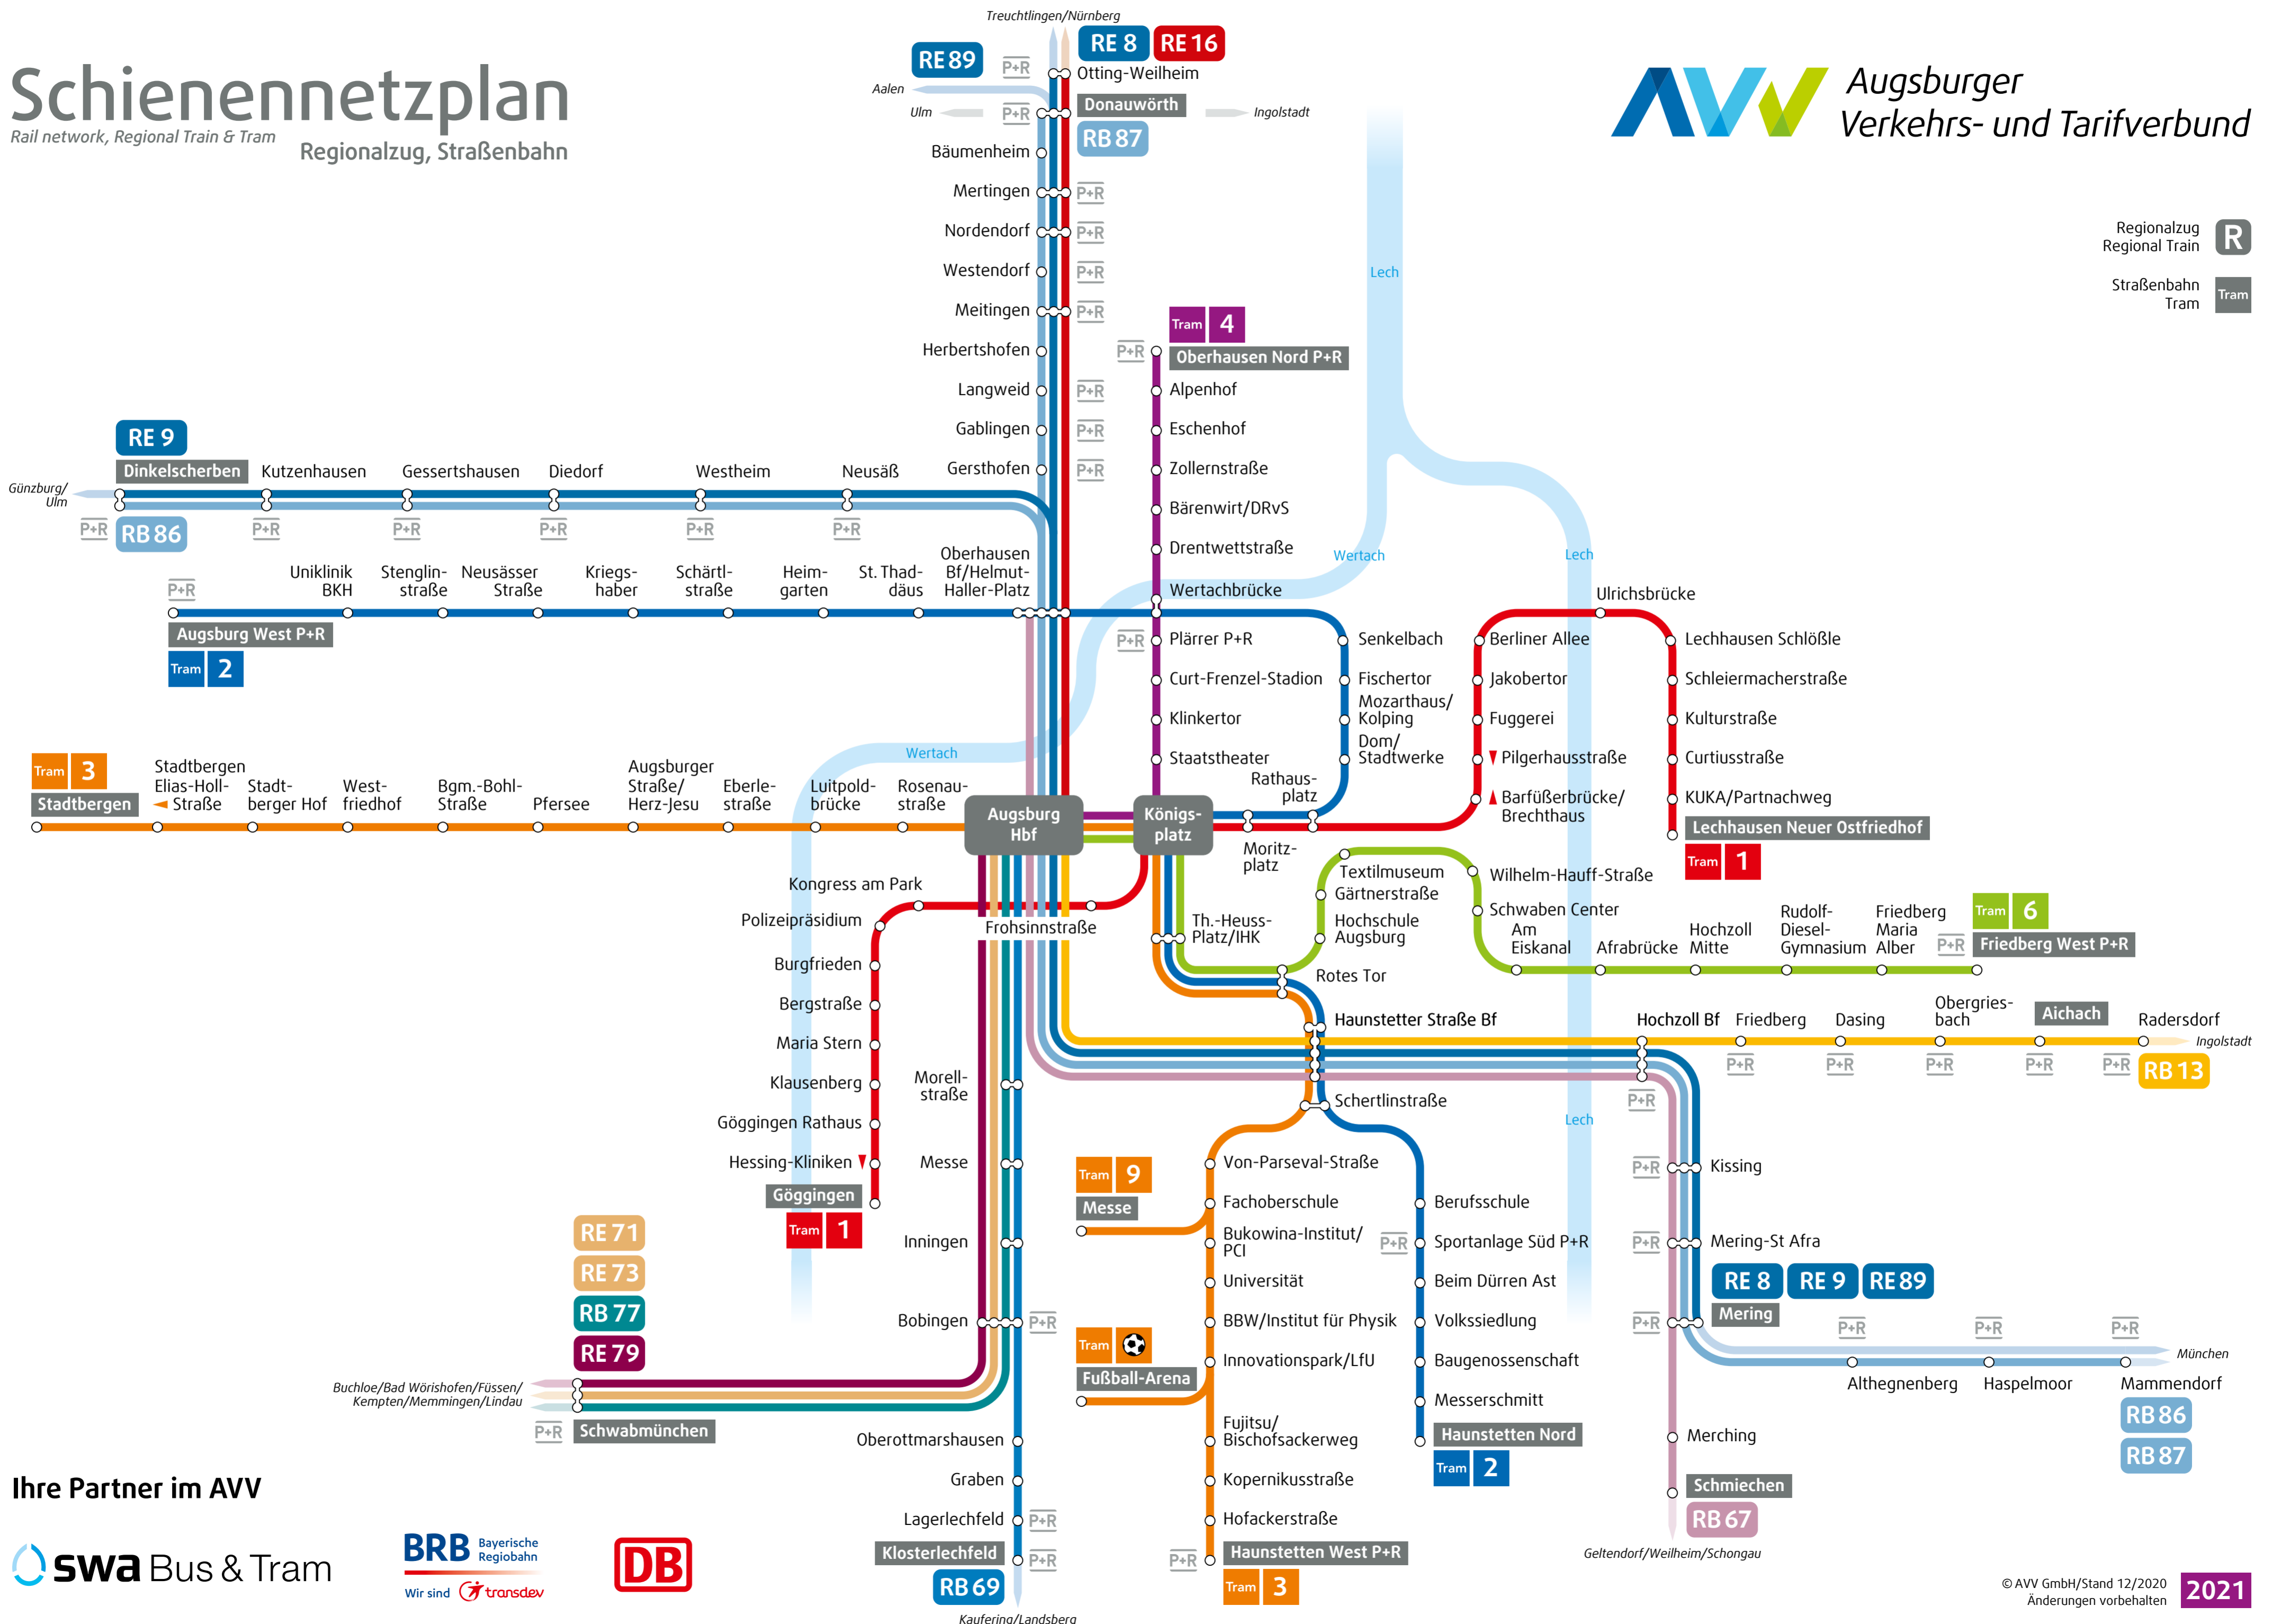 Schienennetzplan
Rail network, Regional Train & Tram
Regionalzug, Straßenbahn
Treuchtlingen/Nürnberg
RE 89
P+R
RE 8
RE 16
Otting-Weilheim
Aalen
Ulm
P+R
Donauwörth
Ingolstadt
RB 87
Bäumenheim
Mertingen
P+R
Nordendorf
P+R
Westendorf
P+R
Meitingen
P+R
Herbertshofen
Langweid
P+R
Gablingen
P+R
Gersthofen
P+R
AVV
Augsburger
Verkehrs- und Tarifverbund
Regionalzug
Regional Train
R
Straßenbahn
Tram
Tram
Lech
Wertach
Lech
Wertach
Lech
Tram 4
P+R
Oberhausen Nord P+R
Alpenhof
Eschenhof
Zollernstraße
Bärenwirt/DRvS
Drentwettstraße
Wertachbrücke
P+R
Plärrer P+R
Curt-Frenzel-Stadion
Klinkertor
Staatstheater
RE 9
Dinkelscherben
Kutzenhausen
Gessertshausen
Diedorf
Westheim
Neusäß
Günzburg/
Ulm
P+R
RB 86
P+R
P+R
P+R
P+R
P+R
P+R
Augsburg West P+R
Tram 2
Uniklinik
BKH
Stenglin-
straße
Neusässer
Straße
Kriegs-
haber
Schärtl-
straße
Heim-
garten
St. Thad-
däus
Oberhausen
Bf/Helmut-
Haller-Platz
Senkelbach
Fischertor
Mozarthaus/
Kolping
Dom/
Stadtwerke
Rathaus-
platz
Moritz-
platz
Berliner Allee
Jakobertor
Fuggerei
Pilgerhausstraße
Barfüßerbrücke/
Brechthaus
Ulrichsbrücke
Lechhausen Schlößle
Schleiermacherstraße
Kulturstraße
Curtiusstraße
KUKA/Partnachweg
Lechhausen Neuer Ostfriedhof
Tram 1
Tram 3
Stadtbergen
Stadtbergen
Elias-Holl-
Straße
Stadt-
berger Hof
West-
friedhof
Bgm.-Bohl-
Straße
Pfersee
Augsburger
Straße/
Herz-Jesu
Eberle-
straße
Luitpold-
brücke
Rosenau-
straße
Augsburg
Hbf
Königs-
platz
Kongress am Park
Frohsinnstraße
Polizeipräsidium
Burgfrieden
Bergstraße
Maria Stern
Klausenberg
Göggingen Rathaus
Hessing-Kliniken
Göggingen
Tram 1
Th.-Heuss-
Platz/IHK
Rotes Tor
Hochschule
Augsburg
Gärtnerstraße
Textilmuseum
Wilhelm-Hauff-Straße
Schwaben Center
Am
Eiskanal
Afrabrücke
Hochzoll
Mitte
Rudolf-
Diesel-
Gymnasium
Friedberg
Maria
Alber
P+R
Tram 6
Friedberg West P+R
Haunstetter Straße Bf
Hochzoll Bf
P+R
Friedberg
P+R
Dasing
P+R
Obergries-
bach
P+R
Aichach
P+R
Radersdorf
P+R
RB 13
Ingolstadt
Schertlinstraße
Morell-
straße
Messe
Inningen
Bobingen
P+R
RE 71
RE 73
RB 77
RE 79
Buchloe/Bad Wörishofen/Füssen/
Kempten/Memmingen/Lindau
P+R
Schwabmünchen
Oberottmarshausen
Graben
Lagerlechfeld
P+R
Klosterlechfeld
P+R
RB 69
Kaufering/Landsberg
Tram 9
Messe
Tram
Fußball-Arena
Von-Parseval-Straße
Fachoberschule
Bukowina-Institut/
PCI
Universität
BBW/Institut für Physik
Innovationspark/LfU
Fujitsu/
Bischofsackerweg
Kopernikusstraße
Hofackerstraße
P+R
Haunstetten West P+R
Tram 3
Berufsschule
P+R
Sportanlage Süd P+R
Beim Dürren Ast
Volkssiedlung
Baugenossenschaft
Messerschmitt
Haunstetten Nord
Tram 2
Lech
P+R
Kissing
P+R
Mering-St Afra
RE 8
RE 9
RE 89
P+R
Mering
P+R
P+R
P+R
München
Althegnenberg
Haspelmoor
Mammendorf
RB 86
RB 87
Merching
Schmiechen
RB 67
Geltendorf/Weilheim/Schongau
Ihre Partner im AVV
swa Bus & Tram
BRB Bayerische
Regiobahn
Wir sind transdev
DB
© AVV GmbH/Stand 12/2020
Änderungen vorbehalten
2021